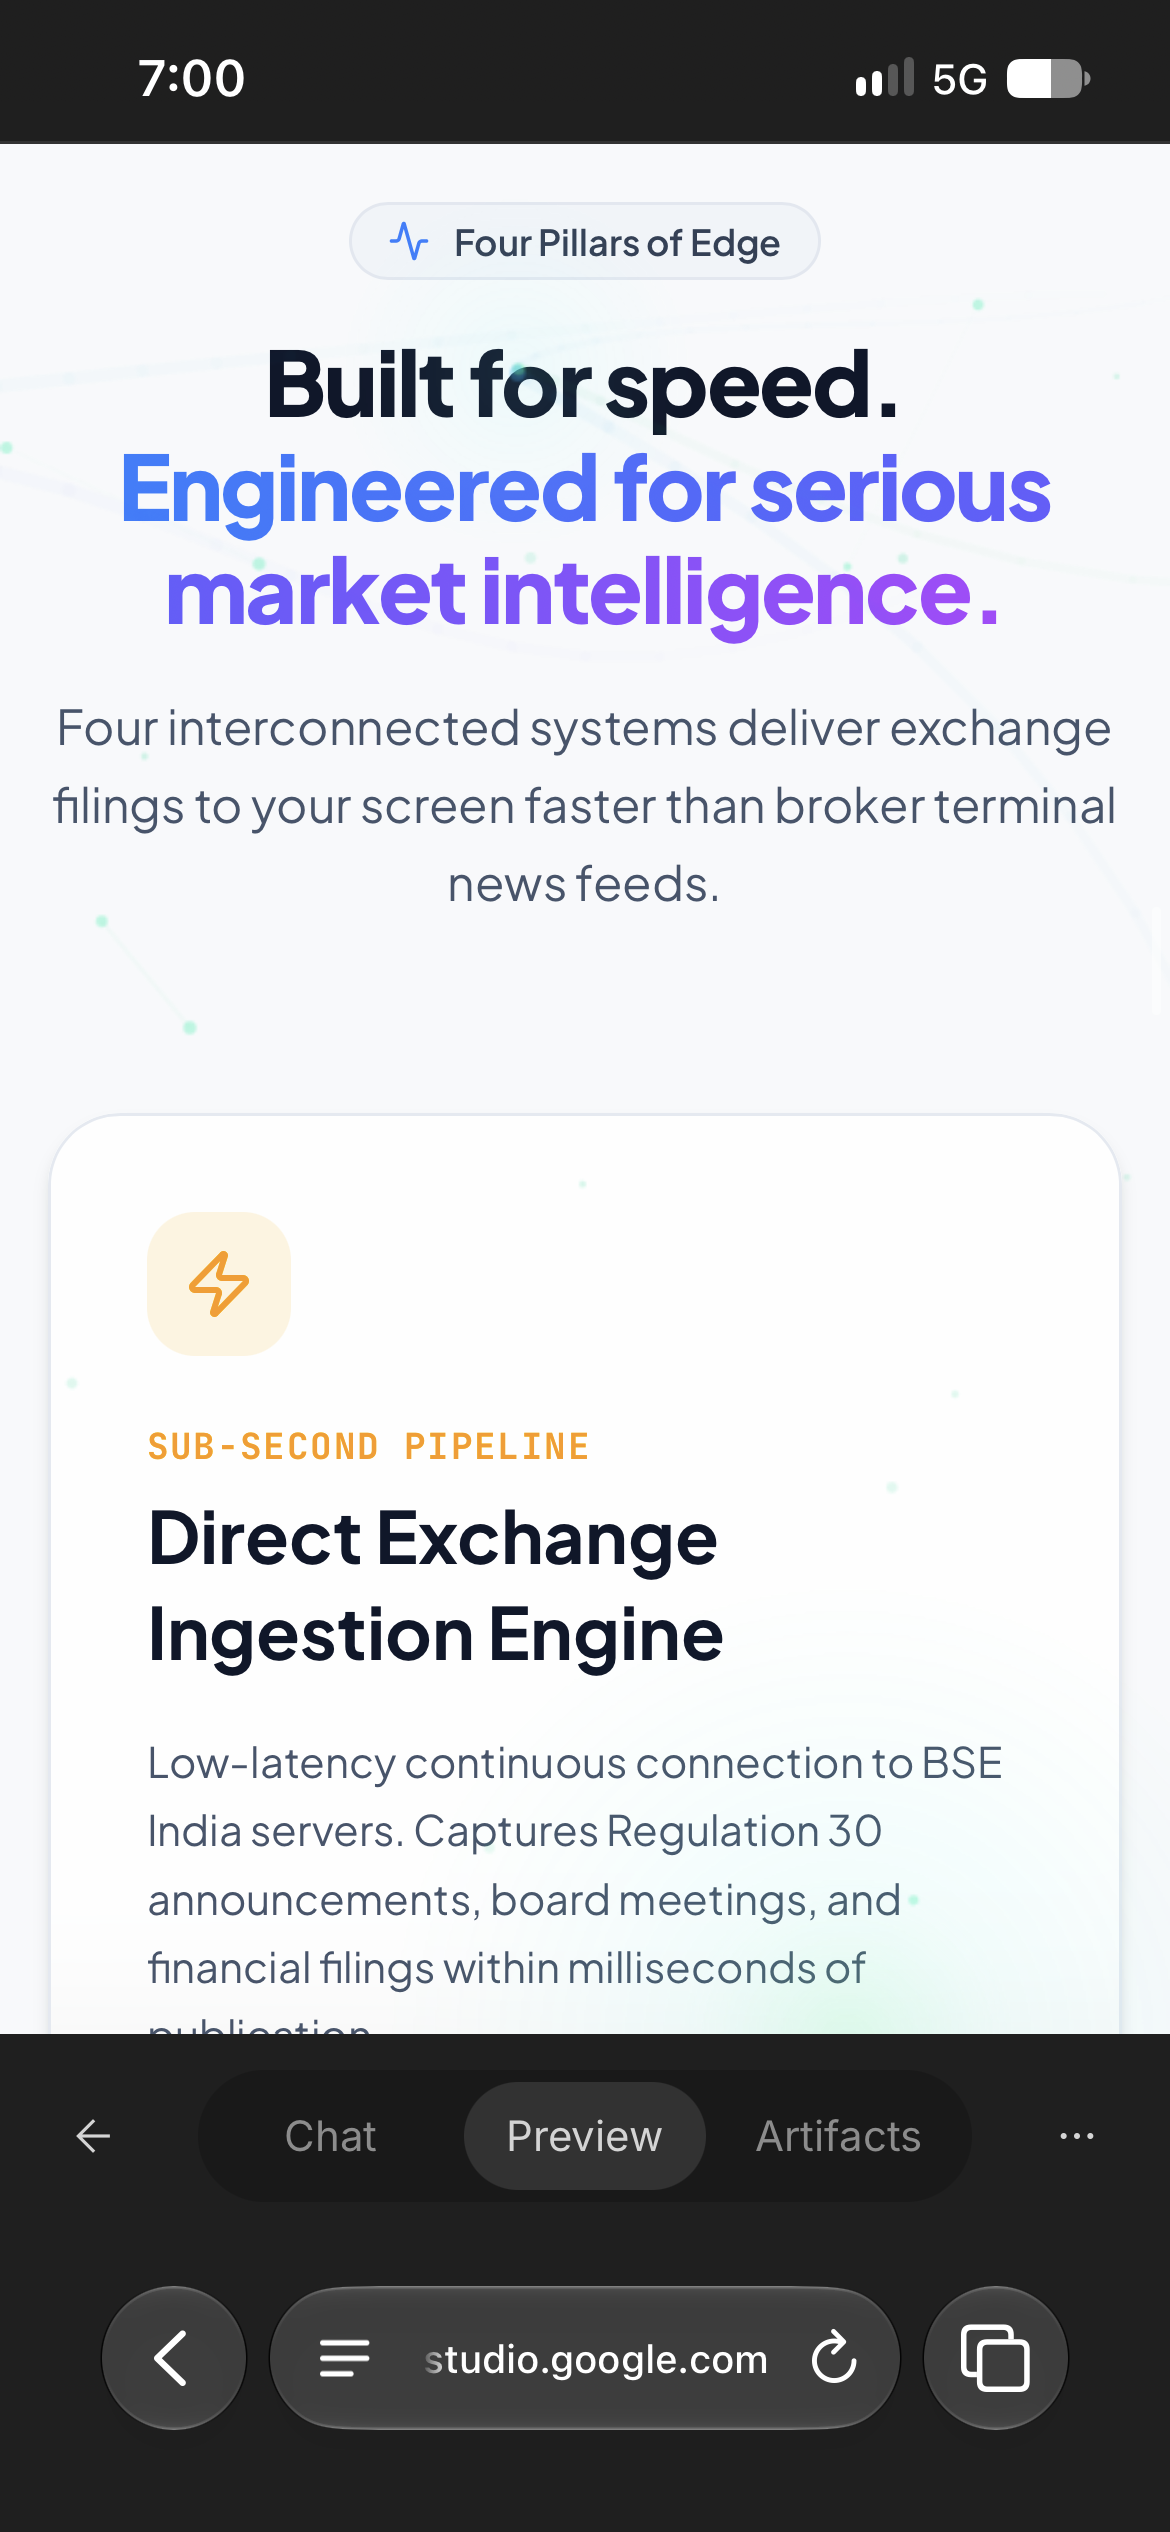 7:00
5G
Four Pillars of Edge
Built for speed.
Engineered for serious
market intelligence.
Four interconnected systems deliver exchange
filings to your screen faster than broker terminal
news feeds.
SUB-SECOND PIPELINE
Direct Exchange
Ingestion Engine
Low-latency continuous connection to BSE
India servers. Captures Regulation 30
announcements, board meetings, and
financial filings within milliseconds of
publication.
Chat
Preview
Artifacts
studio.google.com